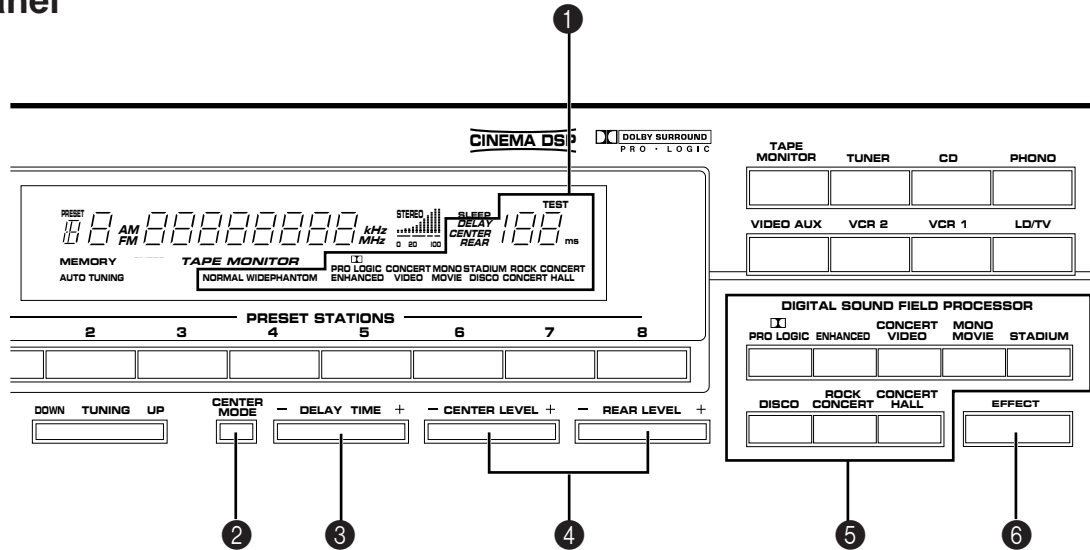 anel
1
CINEMA DSP
DOLBY SURROUND
PRO · LOGIC
TAPE MONITOR TUNER CD PHONO
VIDEO AUX VCR 2 VCR 1 LD/TV
PRESET AM FM kHz MHz STEREO 0 20 100 SLEEP DELAY CENTER REAR TEST ms
MEMORY TAPE MONITOR
AUTO TUNING NORMAL WIDE PHANTOM
PRO LOGIC CONCERT MONO STADIUM ROCK CONCERT
ENHANCED VIDEO MOVIE DISCO CONCERT HALL
PRESET STATIONS
2 3 4 5 6 7 8
DOWN TUNING UP
CENTER MODE
– DELAY TIME +
– CENTER LEVEL +
– REAR LEVEL +
DIGITAL SOUND FIELD PROCESSOR
PRO LOGIC ENHANCED CONCERT VIDEO MONO MOVIE STADIUM
DISCO ROCK CONCERT CONCERT HALL
EFFECT
2 3 4 5 6